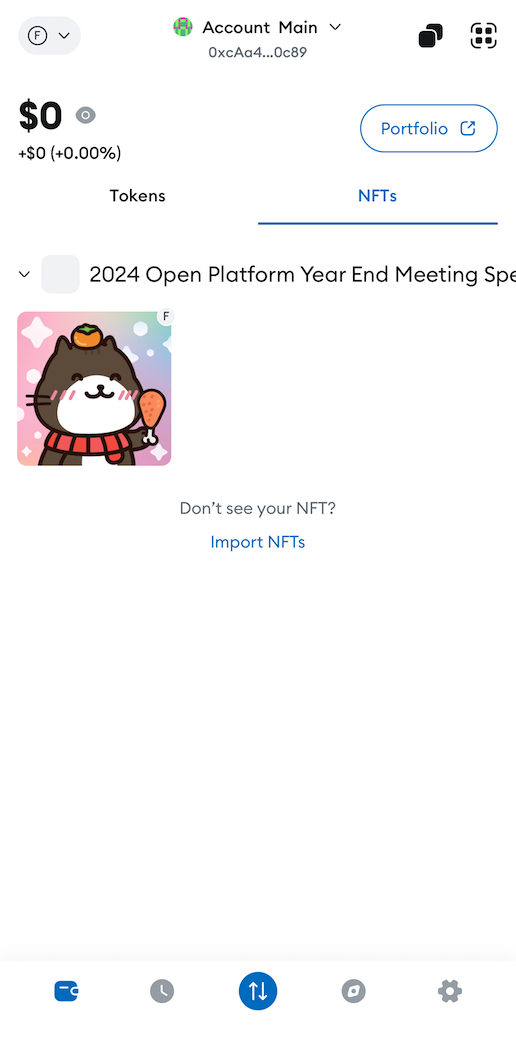 F
Account Main
0xcAa4...0c89
$0
+$0 (+0.00%)
Portfolio
Tokens
NFTs
2024 Open Platform Year End Meeting Spe
F
Don't see your NFT?
Import NFTs